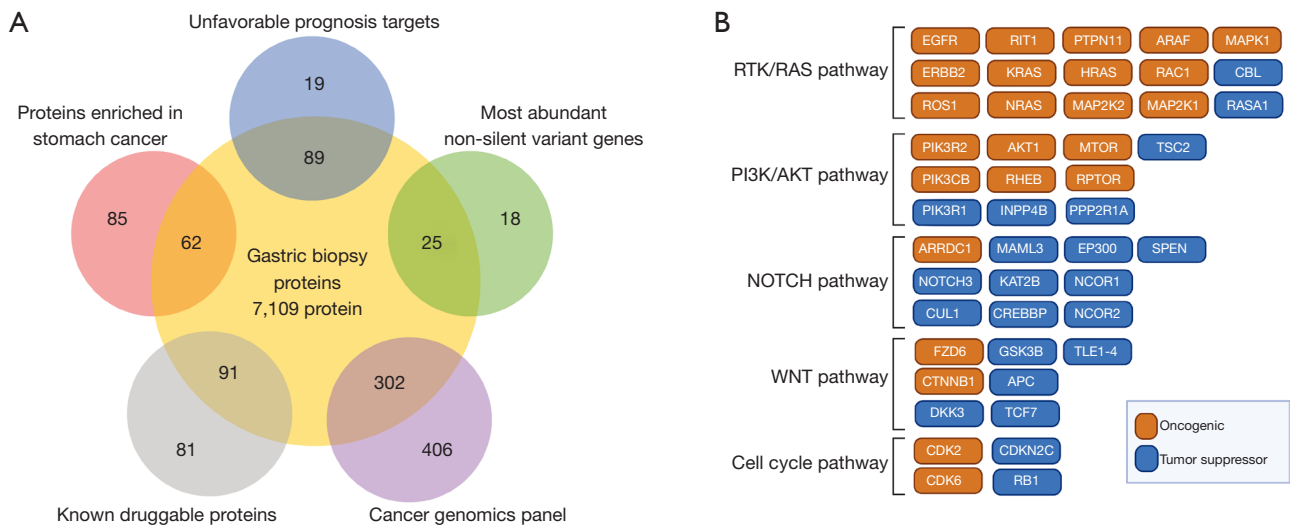 A
Unfavorable prognosis targets
19
89
Proteins enriched in
stomach cancer
85
62
Most abundant
non-silent variant genes
25
18
Gastric biopsy
proteins
7,109 protein
91
81
302
406
Known druggable proteins
Cancer genomics panel
B
RTK/RAS pathway
EGFR RIT1 PTPN11 ARAF MAPK1
ERBB2 KRAS HRAS RAC1 CBL
ROS1 NRAS MAP2K2 MAP2K1 RASA1
PI3K/AKT pathway
PIK3R2 AKT1 MTOR TSC2
PIK3CB RHEB RPTOR
PIK3R1 INPP4B PPP2R1A
NOTCH pathway
ARRDC1 MAML3 EP300 SPEN
NOTCH3 KAT2B NCOR1
CUL1 CREBBP NCOR2
WNT pathway
FZD6 GSK3B TLE1-4
CTNNB1 APC
DKK3 TCF7
Cell cycle pathway
CDK2 CDKN2C
CDK6 RB1
Oncogenic
Tumor suppressor